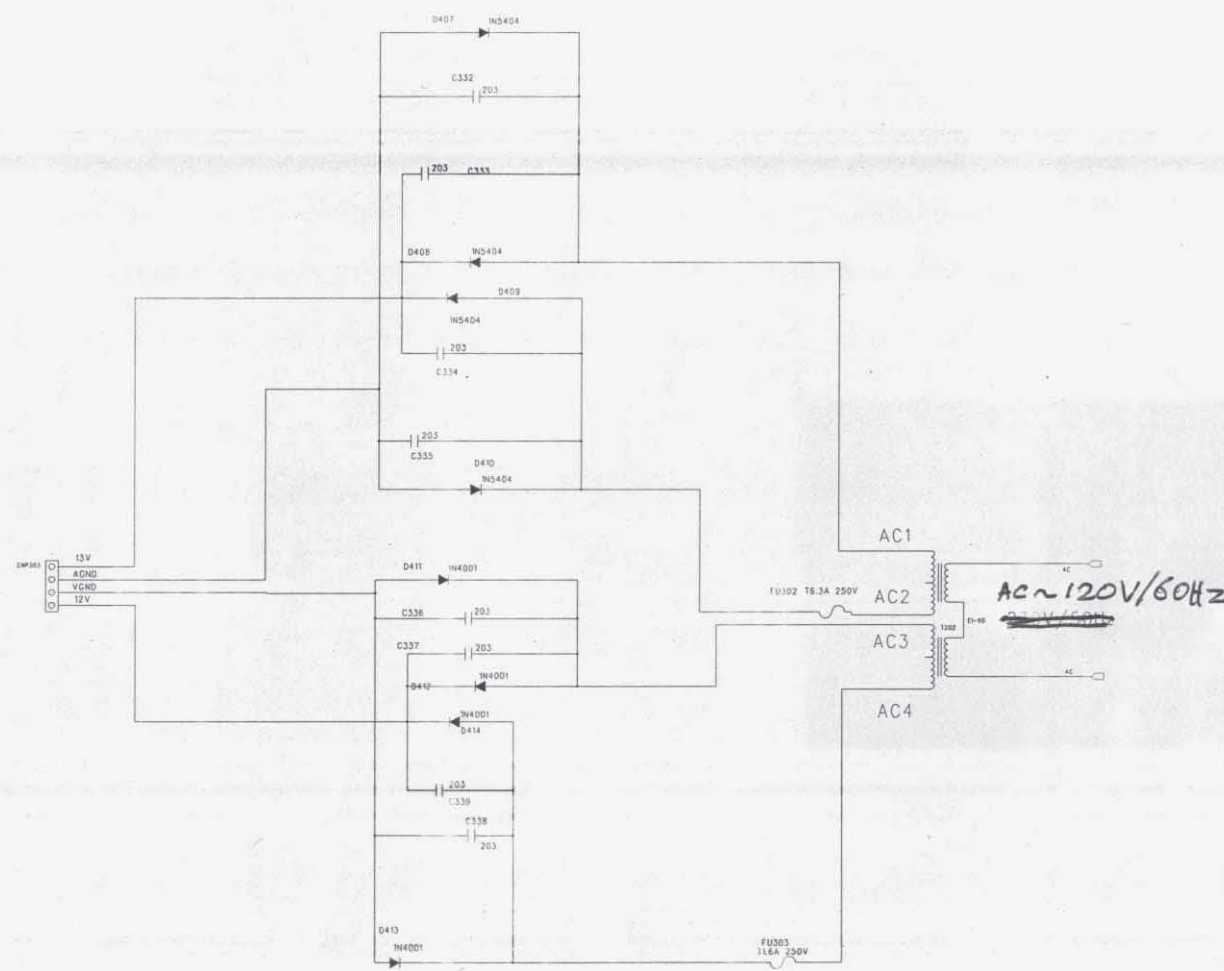 D407 1N5404
C332
203
203 C333
D408 1N5404
D409
1N5404
203
C334
203
C335
D410
1N5404
AC1
CNP303
13V
AGND
VGND
12V
D411 1N4001
FU302 T6.3A 250V
AC2
AC
AC~120V/60Hz
C336 203
C337 203
T302
EI-66
AC3
D412 1N4001
AC
1N4001
D414
AC4
203
C339
C338
203
D413
1N4001
FU303
T1.6A 250V